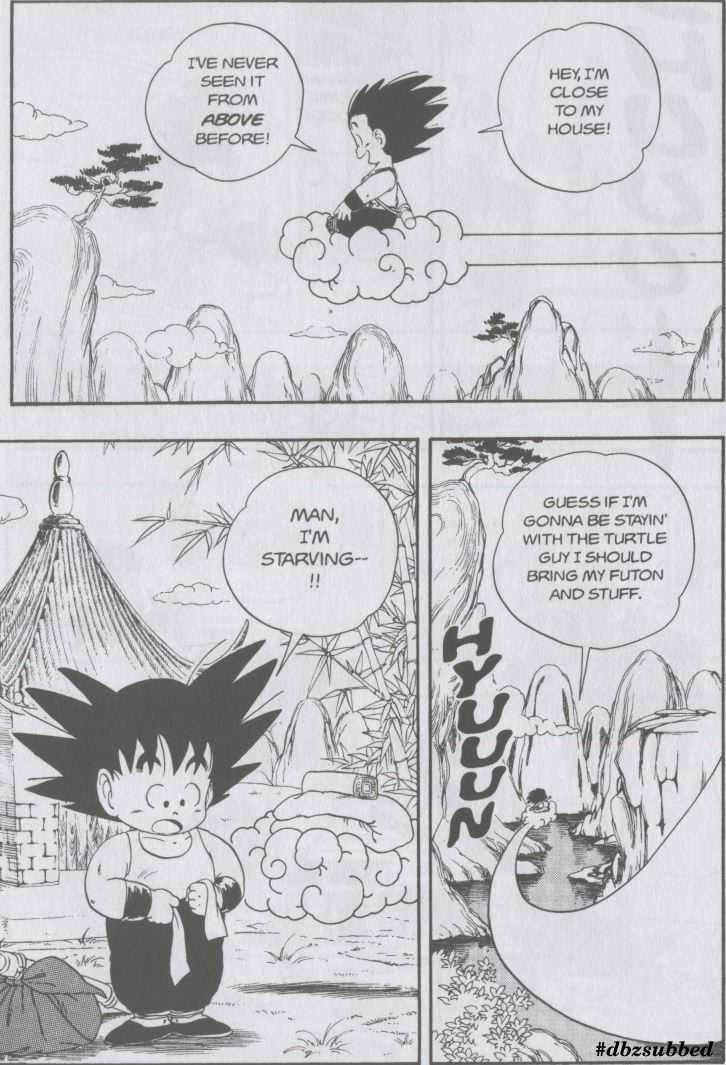 HEY, I'M
CLOSE
TO MY
HOUSE!
I'VE NEVER
SEEN IT
FROM
ABOVE
BEFORE!
GUESS IF I'M
GONNA BE STAYIN'
WITH THE TURTLE
GUY I SHOULD
BRING MY FUTON
AND STUFF.
HYUUUN
MAN,
I'M
STARVING--
!!
#dbzsubbed